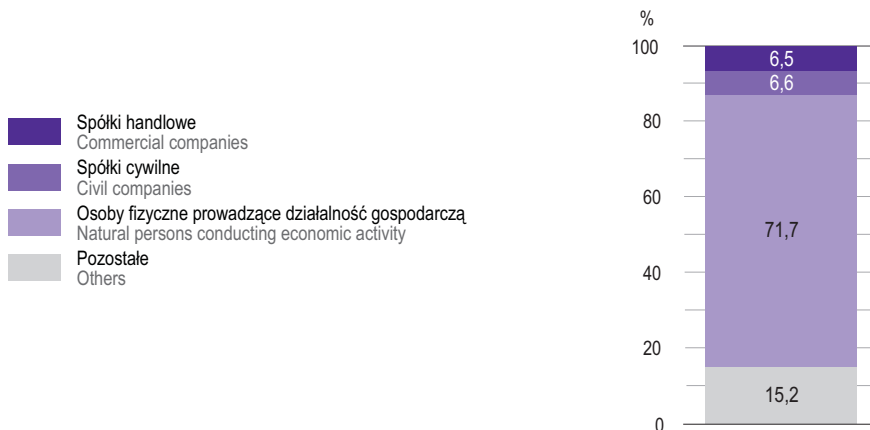 Spółki handlowe
Commercial companies
Spółki cywilne
Civil companies
Osoby fizyczne prowadzące działalność gospodarczą
Natural persons conducting economic activity
Pozostałe
Others
%
100
80
60
40
20
0
6,5
6,6
71,7
15,2